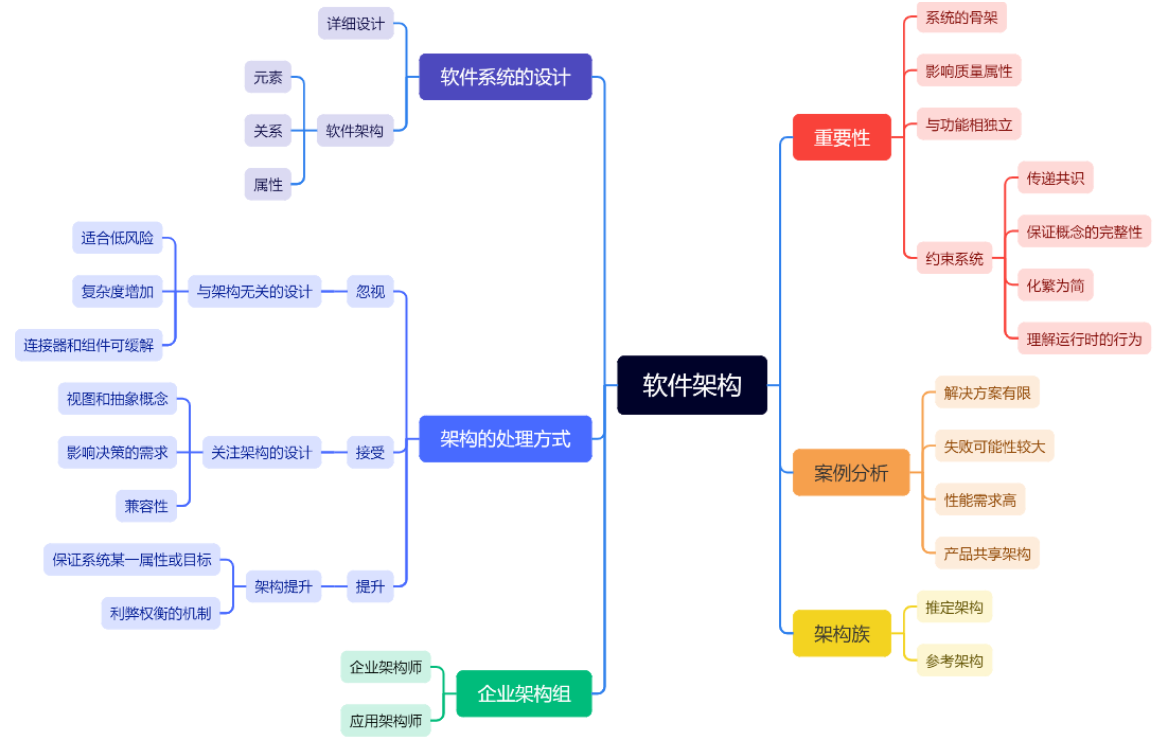 软件架构
重要性
系统的骨架
影响质量属性
与功能相独立
约束系统
传递共识
保证概念的完整性
化繁为简
理解运行时的行为
案例分析
解决方案有限
失败可能性较大
性能需求高
产品共享架构
架构族
推定架构
参考架构
软件系统的设计
详细设计
软件架构
元素
关系
属性
架构的处理方式
忽视
与架构无关的设计
适合低风险
复杂度增加
连接器和组件可缓解
接受
关注架构的设计
视图和抽象概念
影响决策的需求
兼容性
提升
架构提升
保证系统某一属性或目标
利弊权衡的机制
企业架构组
企业架构师
应用架构师